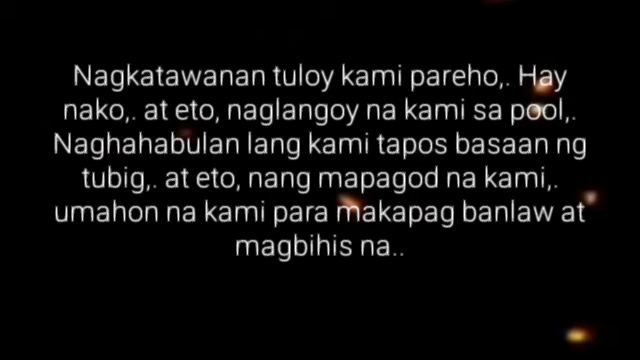 Nagkatawanan tuloy kami pareho,. Hay
nako,. at eto, naglangoy na kami sa pool,.
Naghahabulan lang kami tapos basaan ng
tubig,. at eto, nang mapagod na kami,.
umahon na kami para makapag banlaw at
magbihis na..